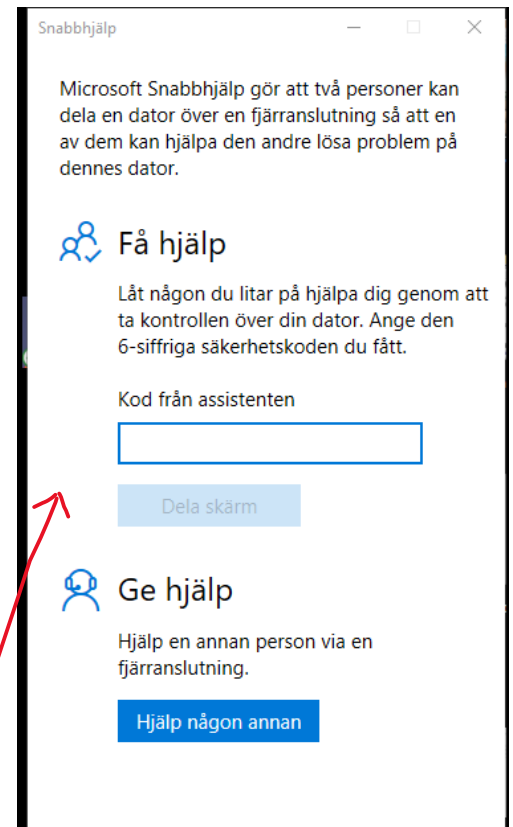 Snabbhjälp
Microsoft Snabbhjälp gör att två personer kan
dela en dator över en fjärranslutning så att en
av dem kan hjälpa den andre lösa problem på
dennes dator.
Få hjälp
Låt någon du litar på hjälpa dig genom att
ta kontrollen över din dator. Ange den
6-siffriga säkerhetskoden du fått.
Kod från assistenten
Dela skärm
Ge hjälp
Hjälp en annan person via en
fjärranslutning.
Hjälp någon annan